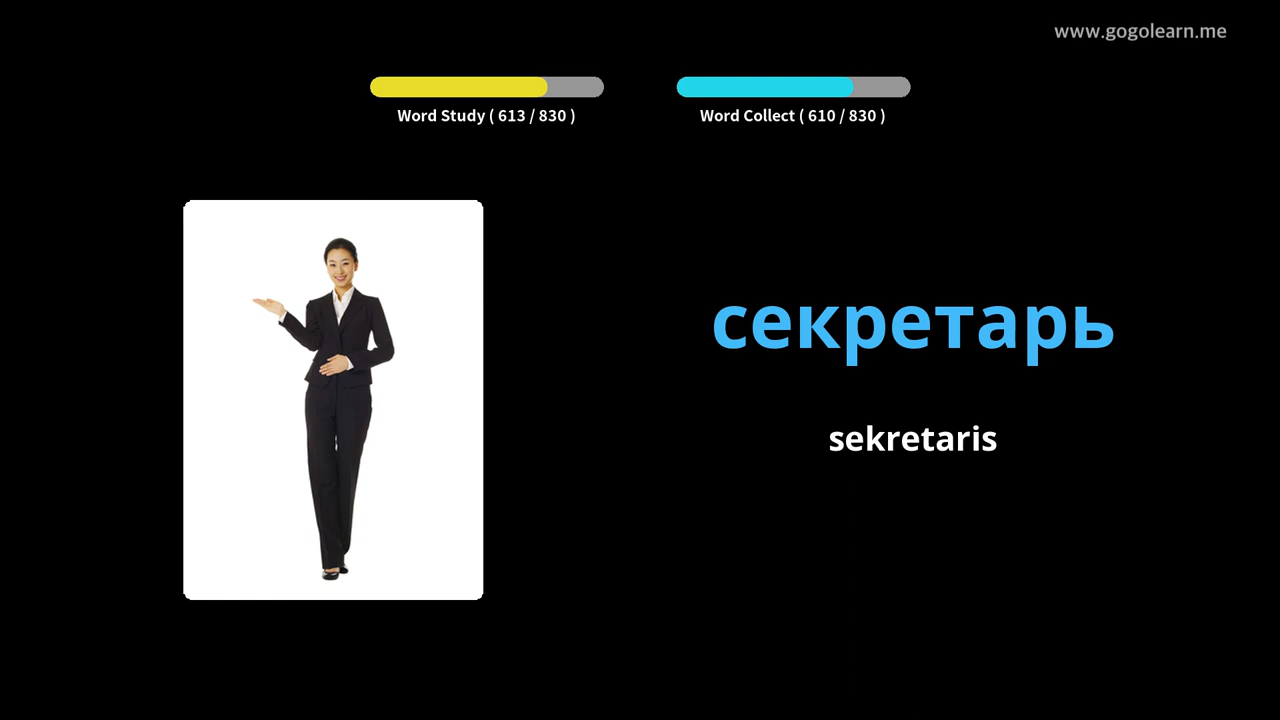 www.gogolearn.me
Word Study ( 613 / 830 )
Word Collect ( 610 / 830 )
секретарь
sekretaris